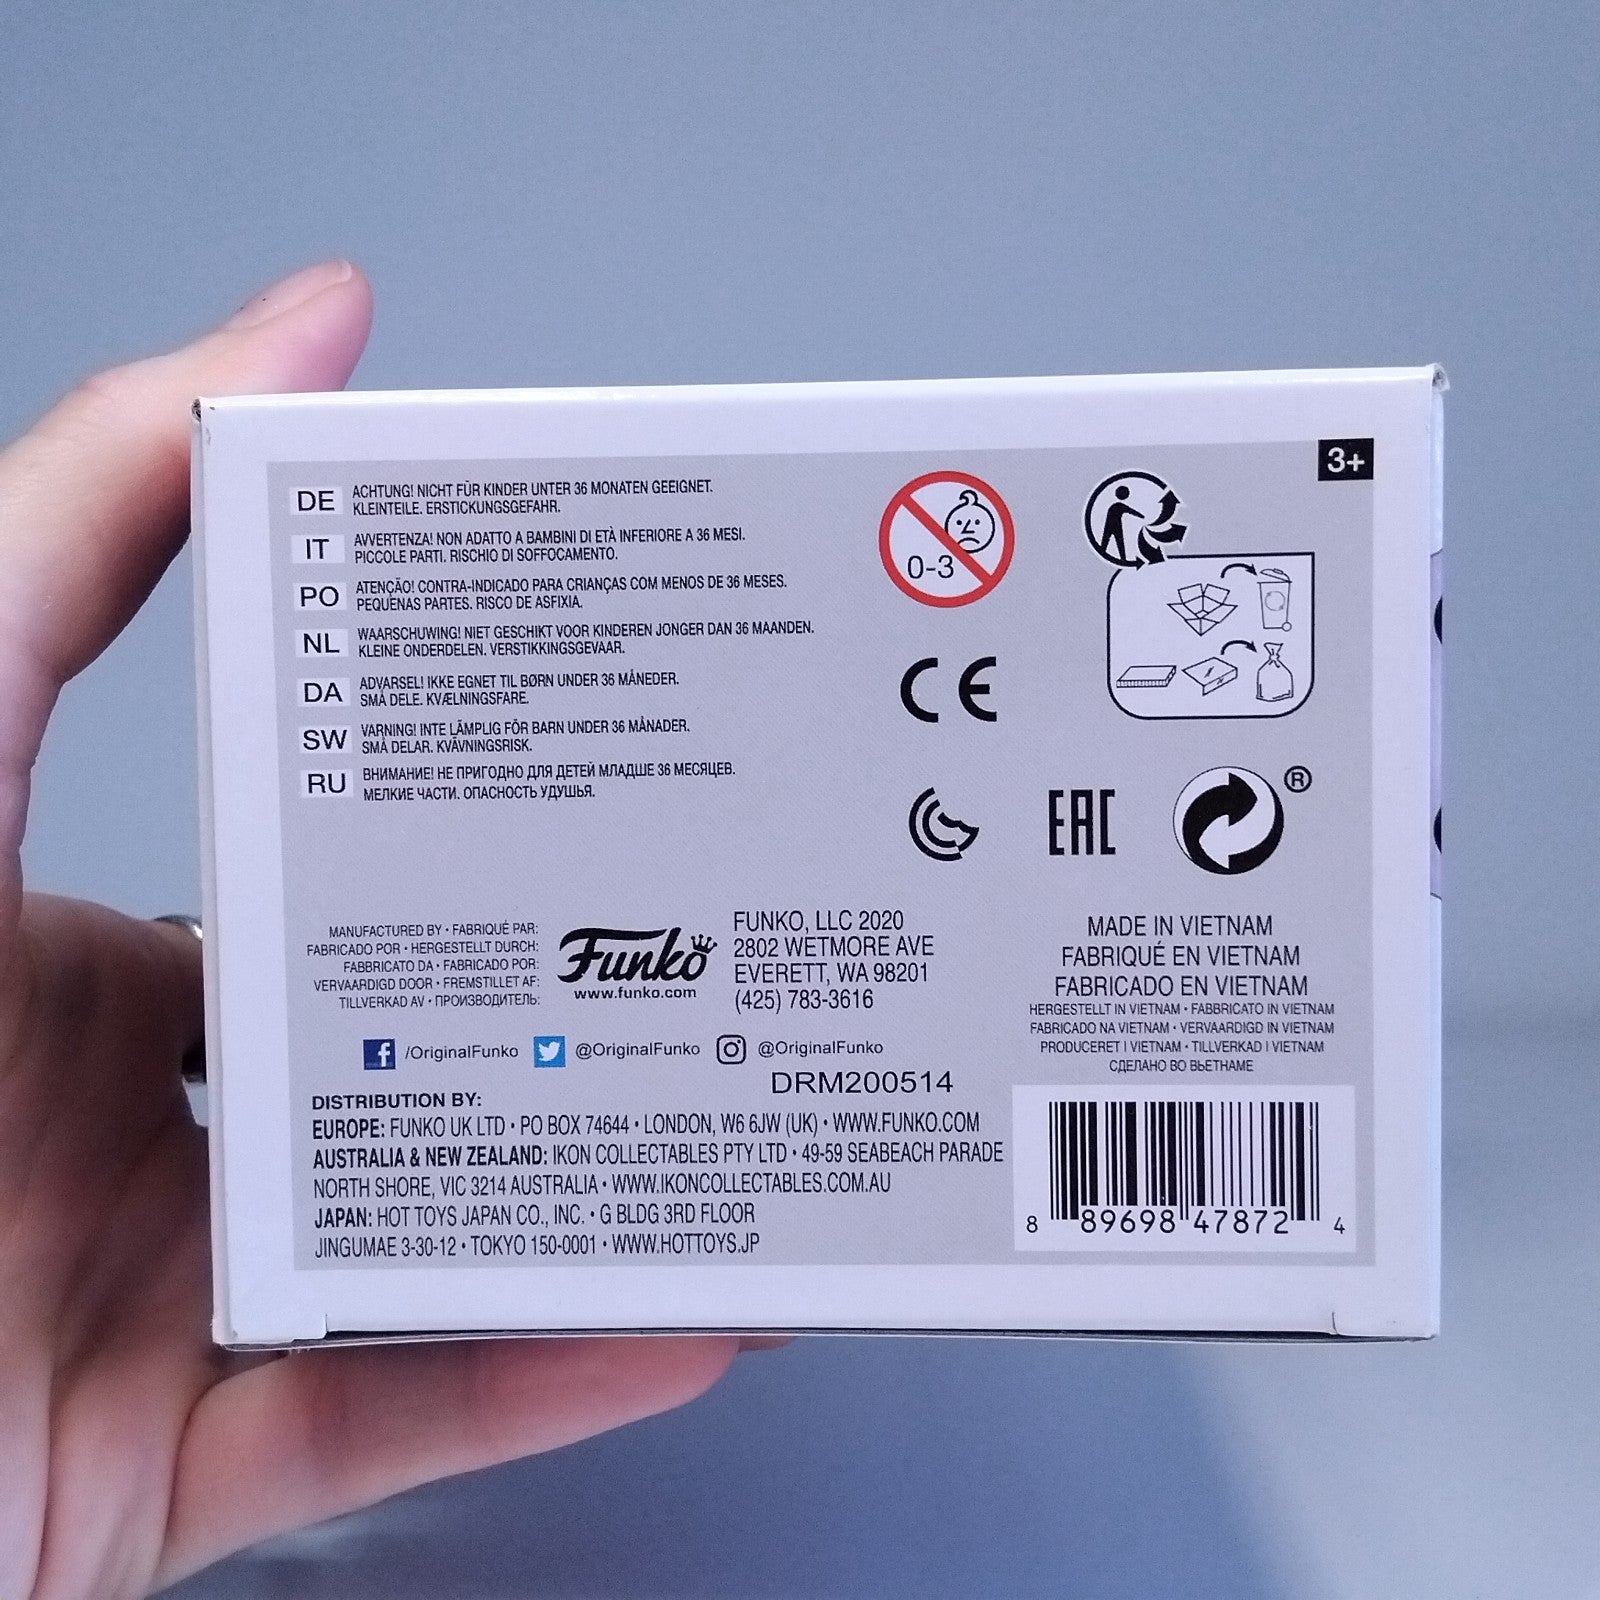 3+
DE ACHTUNG! NICHT FÜR KINDER UNTER 36 MONATEN GEEIGNET.
KLEINTEILE. ERSTICKUNGSGEFAHR.
IT AVVERTENZA! NON ADATTO A BAMBINI DI ETÀ INFERIORE A 36 MESI.
PICCOLE PARTI. RISCHIO DI SOFFOCAMENTO.
PO ATENÇÃO! CONTRA-INDICADO PARA CRIANÇAS COM MENOS DE 36 MESES.
PEQUENAS PARTES. RISCO DE ASFIXIA.
NL WAARSCHUWING! NIET GESCHIKT VOOR KINDEREN JONGER DAN 36 MAANDEN.
KLEINE ONDERDELEN. VERSTIKKINGSGEVAAR.
DA ADVARSEL! IKKE EGNET TIL BØRN UNDER 36 MÅNEDER.
SMÅ DELE. KVÆLNINGSFARE.
SW VARNING! INTE LÄMPLIG FÖR BARN UNDER 36 MÅNADER.
SMÅ DELAR. KVÄVNINGSRISK.
RU ВНИМАНИЕ! НЕ ПРИГОДНО ДЛЯ ДЕТЕЙ МЛАДШЕ 36 МЕСЯЦЕВ.
МЕЛКИЕ ЧАСТИ. ОПАСНОСТЬ УДУШЬЯ.
0-3
CE
EAC
®
MANUFACTURED BY • FABRIQUÉ PAR:
FABRICADO POR • HERGESTELLT DURCH:
FABBRICATO DA • FABRICADO POR:
VERVAARDIGD DOOR • FREMSTILLET AF:
TILLVERKAD AV • ПРОИЗВОДИТЕЛЬ:
Funko
www.funko.com
FUNKO, LLC 2020
2802 WETMORE AVE
EVERETT, WA 98201
(425) 783-3616
MADE IN VIETNAM
FABRIQUÉ EN VIETNAM
FABRICADO EN VIETNAM
HERGESTELLT IN VIETNAM • FABBRICATO IN VIETNAM
FABRICADO NA VIETNAM • VERVAARDIGD IN VIETNAM
PRODUCERET I VIETNAM • TILLVERKAD I VIETNAM
СДЕЛАНО ВО ВЬЕТНАМЕ
/OriginalFunko @OriginalFunko @OriginalFunko
DRM200514
DISTRIBUTION BY:
EUROPE: FUNKO UK LTD • PO BOX 74644 • LONDON, W6 6JW (UK) • WWW.FUNKO.COM
AUSTRALIA & NEW ZEALAND: IKON COLLECTABLES PTY LTD • 49-59 SEABEACH PARADE
NORTH SHORE, VIC 3214 AUSTRALIA • WWW.IKONCOLLECTABLES.COM.AU
JAPAN: HOT TOYS JAPAN CO., INC. • G BLDG 3RD FLOOR
JINGUMAE 3-30-12 • TOKYO 150-0001 • WWW.HOTTOYS.JP
8 89698 47872 4